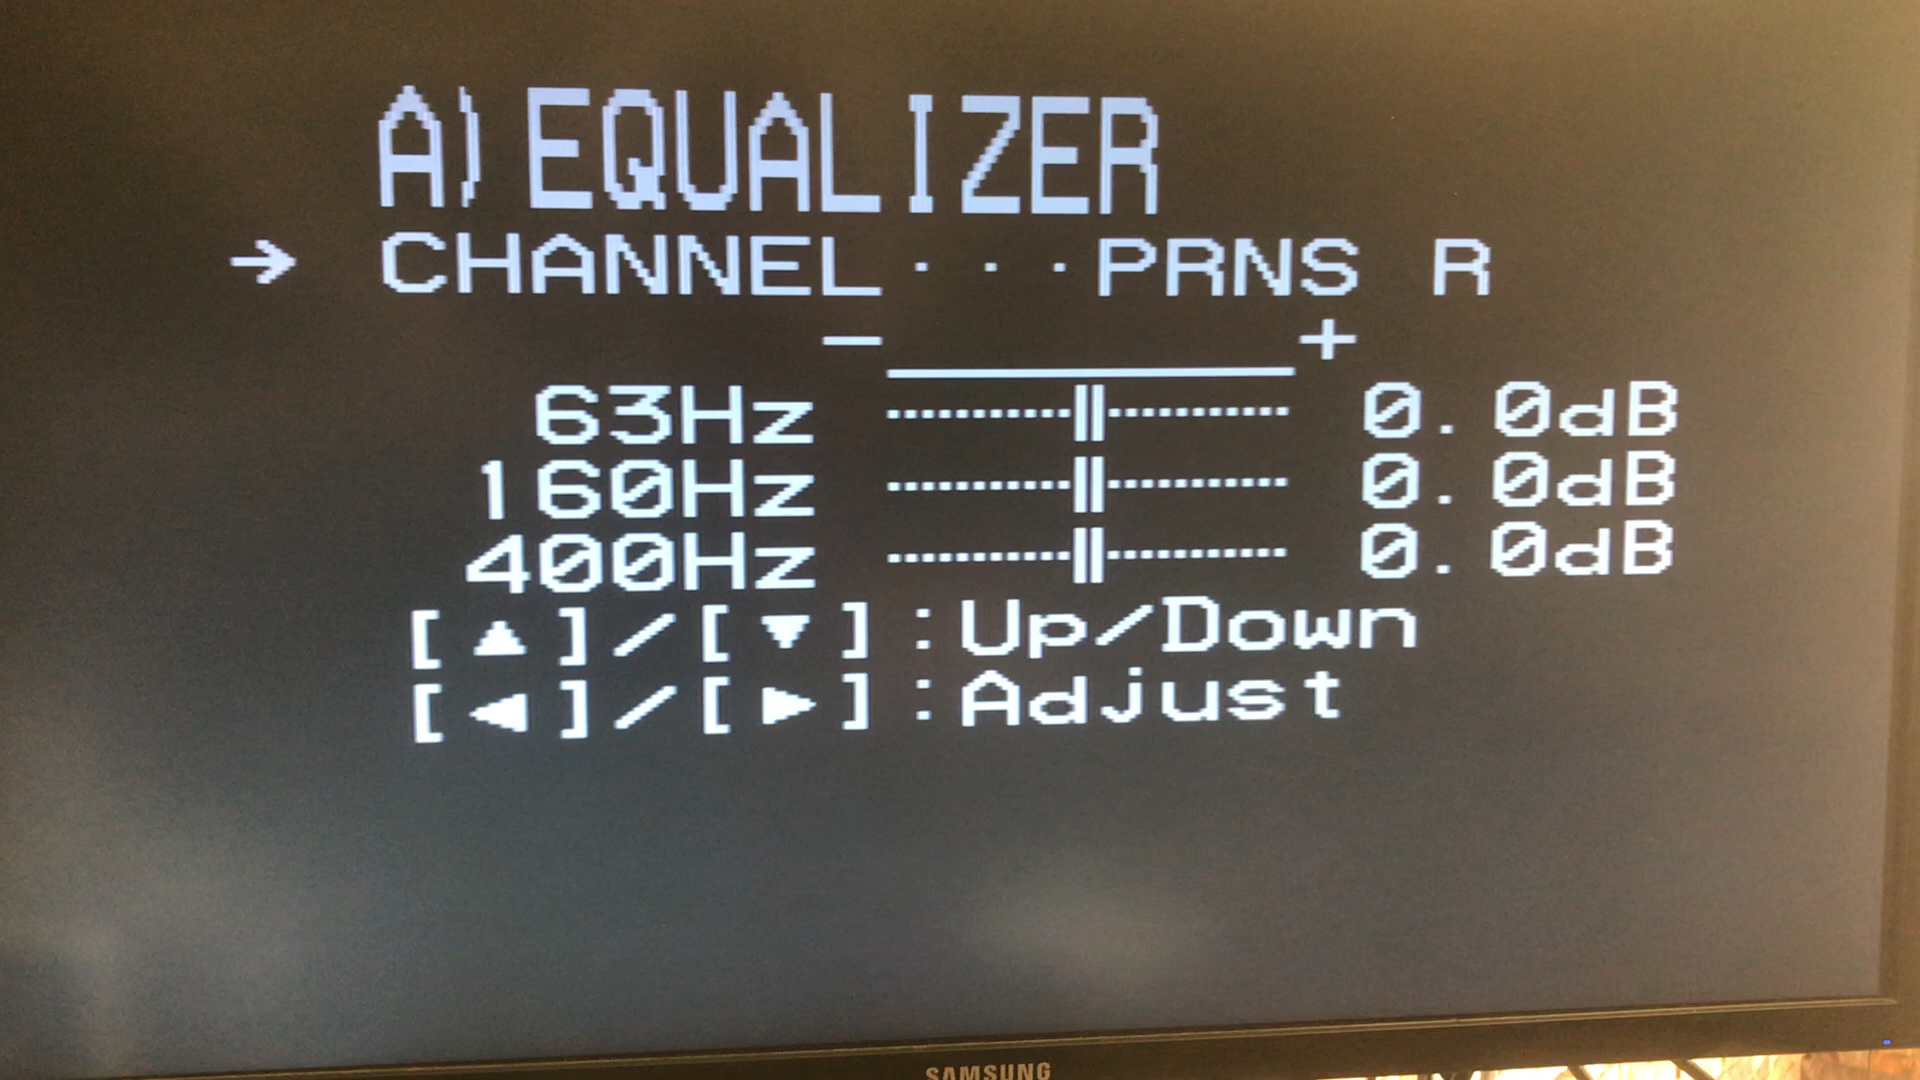 A)EQUALIZER
→ CHANNEL···PRNS R
− +
63Hz 0.0dB
160Hz 0.0dB
400Hz 0.0dB
[▲]/[▼]:Up/Down
[◀]/[▶]:Adjust
SAMSUNG